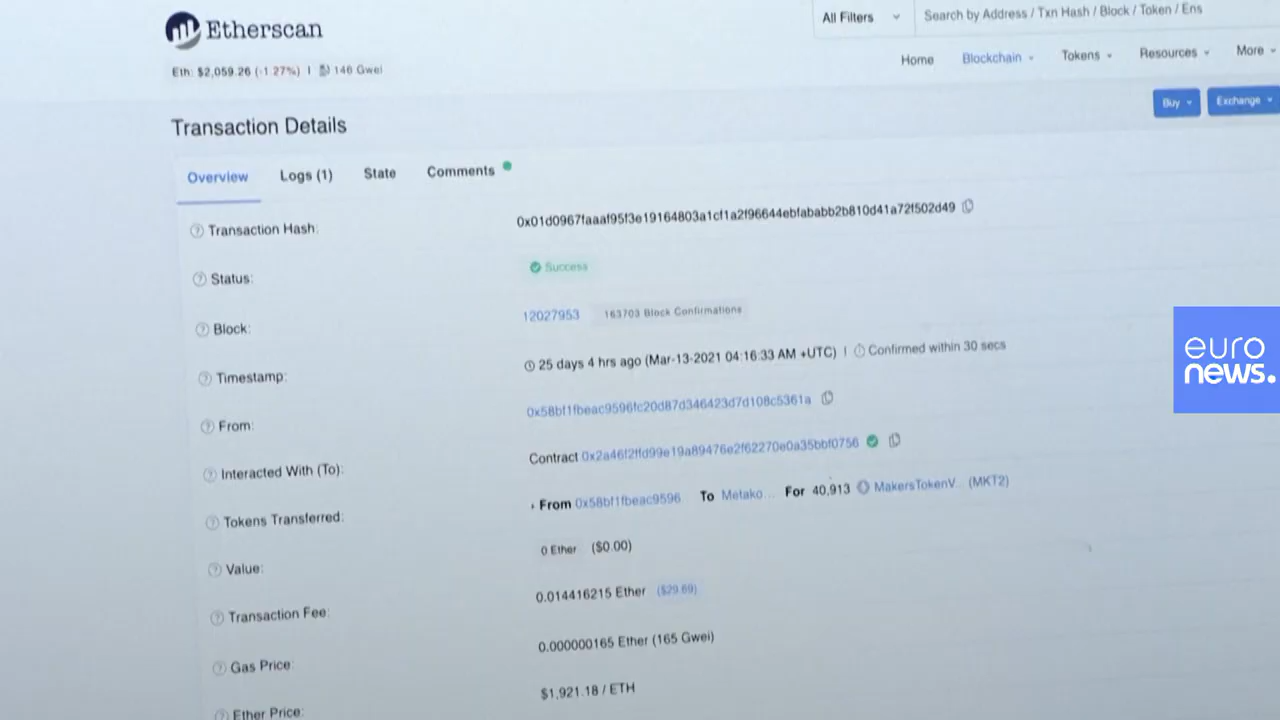 Etherscan
All Filters
Search by Address / Txn Hash / Block / Token / Ens
Eth: $2,059.26 (-1.27%) | 146 Gwei
Home Blockchain Tokens Resources More
Buy Exchange
Transaction Details
Overview Logs (1) State Comments
Transaction Hash: 0x01d0967faaaf95f3e19164803a1cf1a2f96644ebfababb2b810d41a72f502d49
Status: Success
Block: 12027953 163703 Block Confirmations
Timestamp: 25 days 4 hrs ago (Mar-13-2021 04:16:33 AM +UTC) | Confirmed within 30 secs
From: 0x58bf1fbeac9596fc20d87d346423d7d108c5361a
Interacted With (To): Contract 0x2a46f2ffd99e19a89476e2f62270e0a35bbf0756
Tokens Transferred: From 0x58bf1fbeac9596 To Metako... For 40,913 MakersTokenV... (MKT2)
Value: 0 Ether ($0.00)
Transaction Fee: 0.014416215 Ether ($29.69)
Gas Price 0.000000165 Ether (165 Gwei)
Ether Price: $1,921.18 / ETH
euro
news.